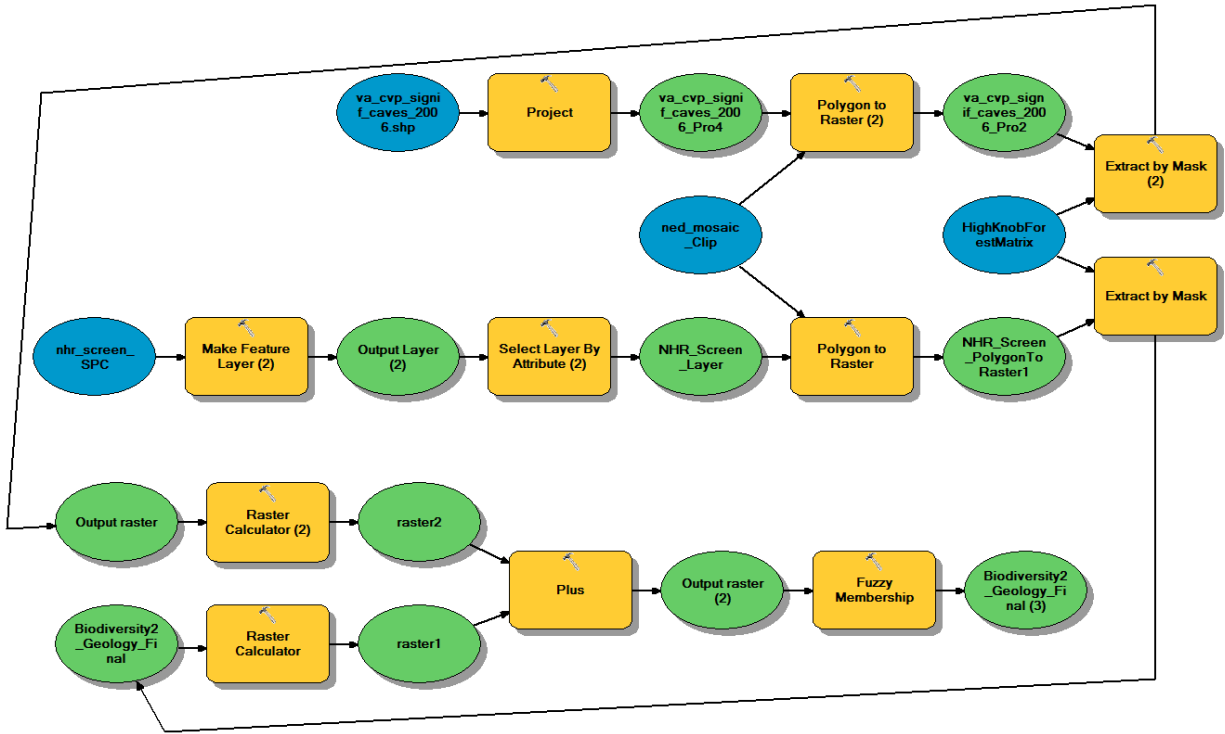 va_cvp_signi
f_caves_200
6.shp
Project
va_cvp_signi
f_caves_200
6_Pro4
Polygon to
Raster (2)
va_cvp_sign
if_caves_200
6_Pro2
Extract by Mask
(2)
ned_mosaic
_Clip
HighKnobFor
estMatrix
Extract by Mask
nhr_screen_
SPC
Make Feature
Layer (2)
Output Layer
(2)
Select Layer By
Attribute (2)
NHR_Screen
_Layer
Polygon to
Raster
NHR_Screen
_PolygonTo
Raster1
Output raster
Raster
Calculator (2)
raster2
Plus
Output raster
(2)
Fuzzy
Membership
Biodiversity2
_Geology_Fi
nal (3)
Biodiversity2
_Geology_Fi
nal
Raster
Calculator
raster1